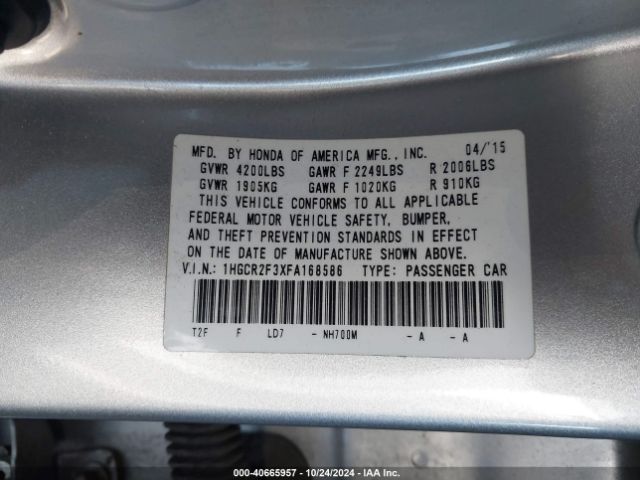 MFD. BY HONDA OF AMERICA MFG., INC. 04/'15
GVWR 4200LBS GAWR F 2249LBS R 2006LBS
GVWR 1905KG GAWR F 1020KG R 910KG
THIS VEHICLE CONFORMS TO ALL APPLICABLE
FEDERAL MOTOR VEHICLE SAFETY, BUMPER,
AND THEFT PREVENTION STANDARDS IN EFFECT
ON THE DATE OF MANUFACTURE SHOWN ABOVE.
V.I.N.: 1HGCR2F3XFA168586 TYPE: PASSENGER CAR
T2F F LD7 - NH700M - A - A
000-40665957 - 10/24/2024 - IAA Inc.